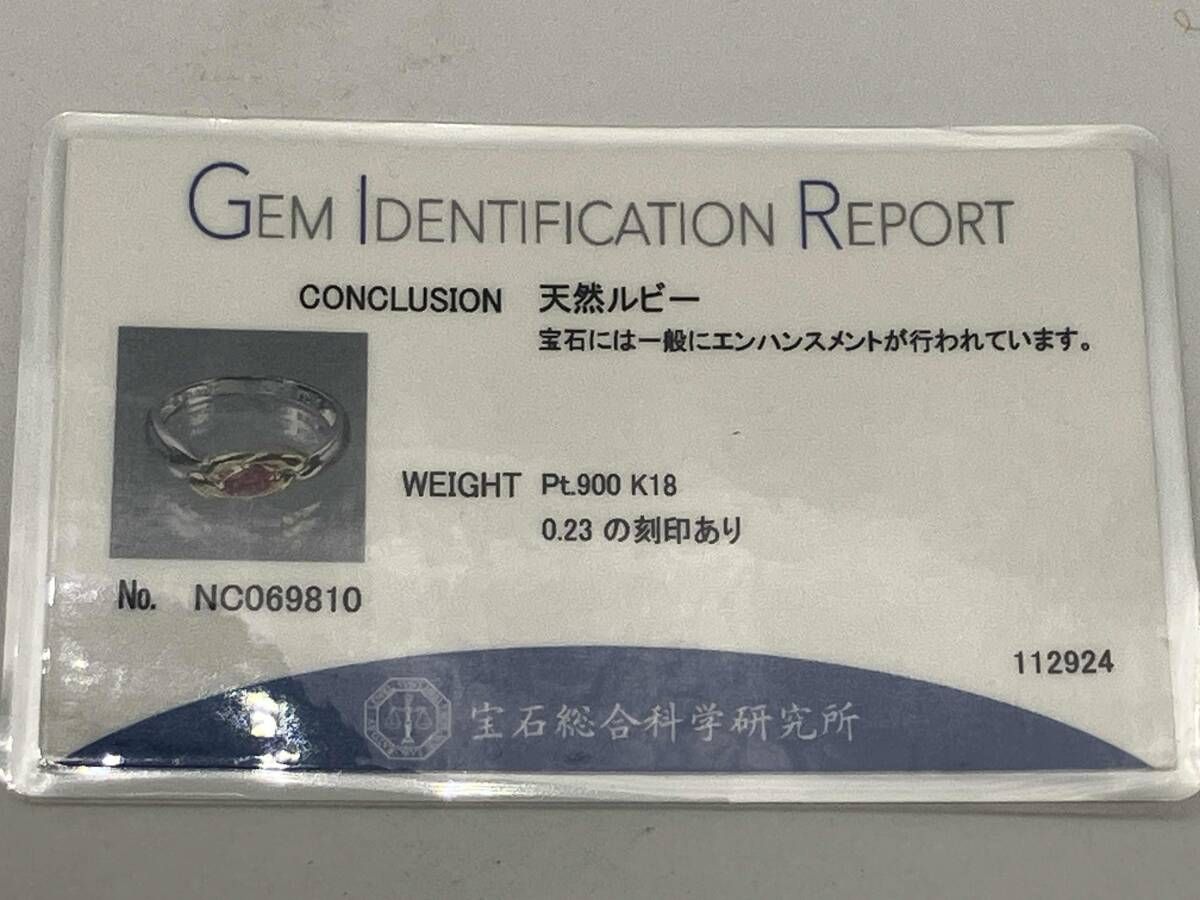 GEM IDENTIFICATION REPORT
CONCLUSION 天然ルビー
宝石には一般にエンハンスメントが行われています。
WEIGHT Pt.900 K18
0.23 の刻印あり
No. NC069810
112924
宝石総合科学研究所